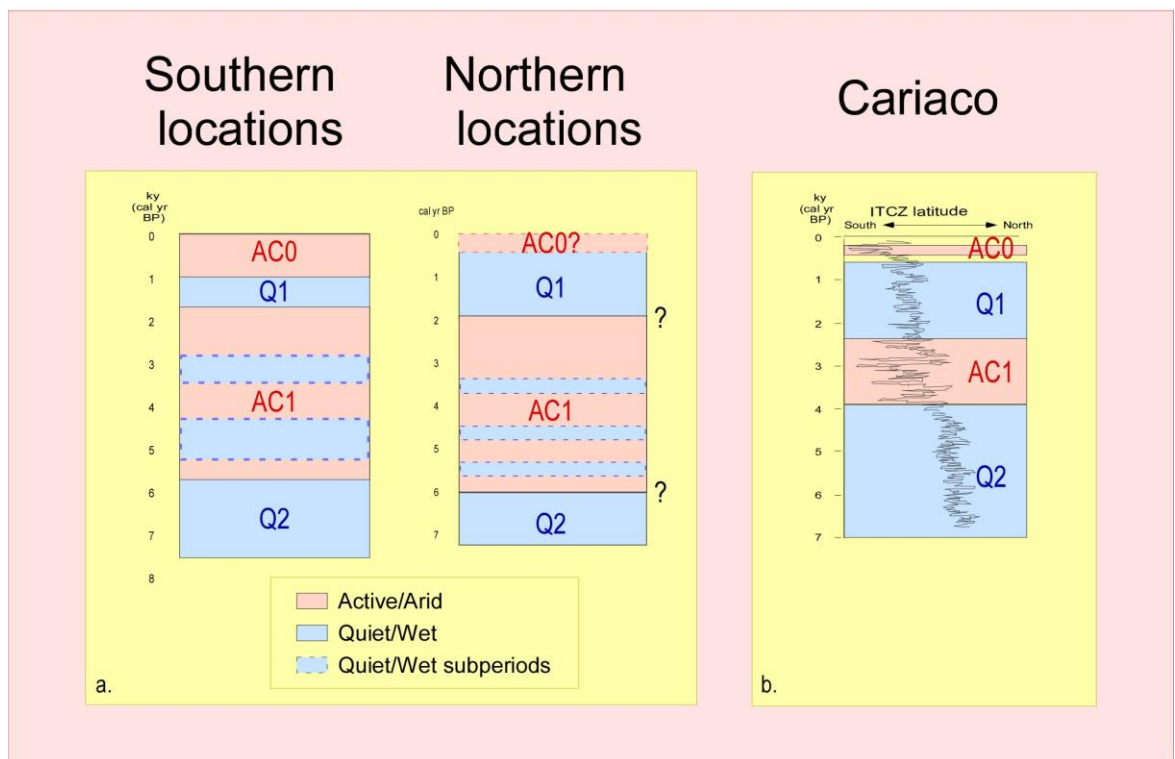 Southern
locations
Northern
locations
Cariaco
ky
(cal yr
BP)
0
1
2
3
4
5
6
7
8
AC0
Q1
AC1
Q2
cal yr BP
0
1
2
3
4
5
6
7
AC0?
Q1
?
AC1
?
Q2
Active/Arid
Quiet/Wet
Quiet/Wet subperiods
a.
ky
(cal yr
BP)
ITCZ latitude
South
North
0
1
2
3
4
5
6
7
AC0
Q1
AC1
Q2
b.